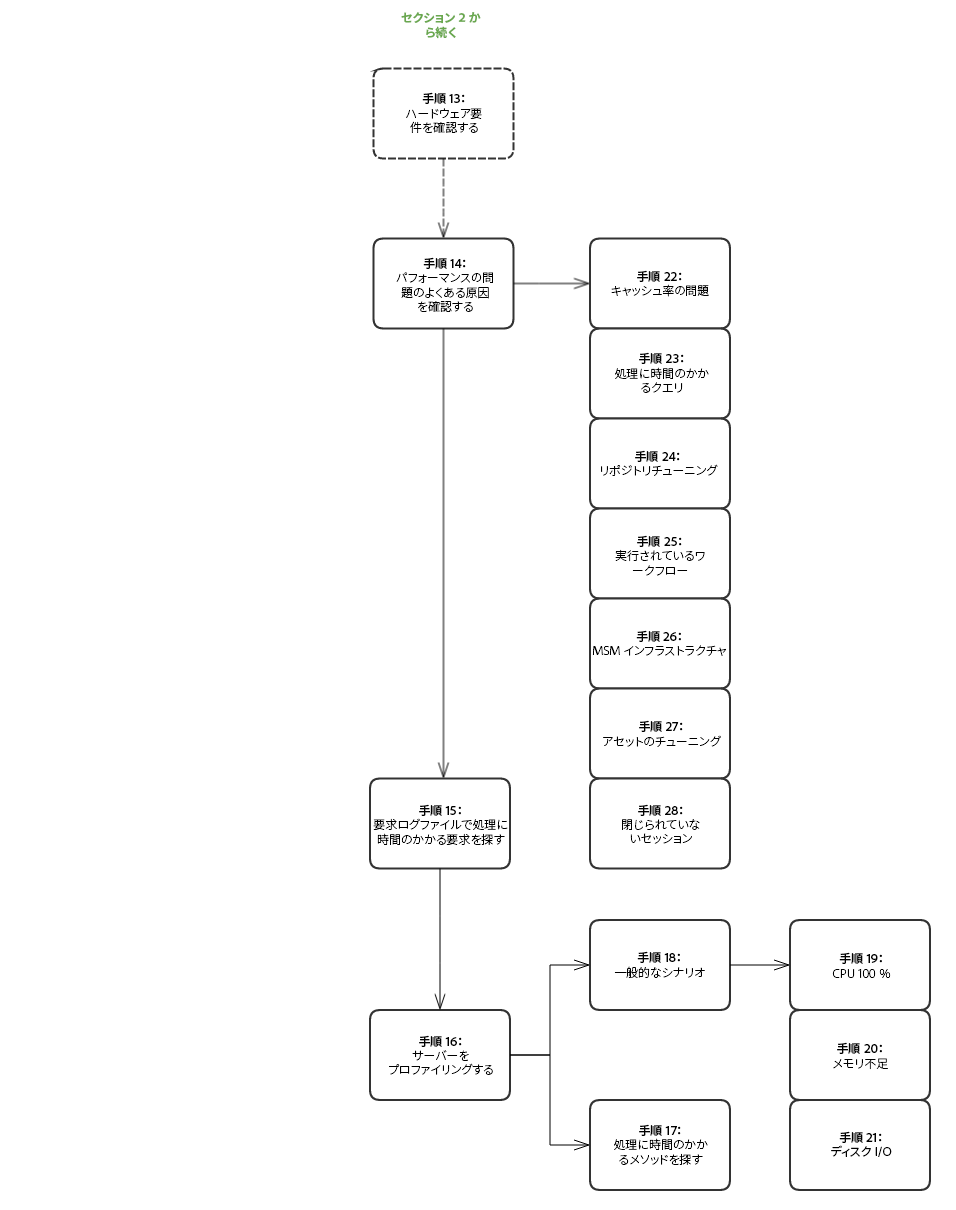 セクション 2 か
ら続く
手順 13：
ハードウェア要
件を確認する
手順 14：
パフォーマンスの問
題のよくある原因
を確認する
手順 22：
キャッシュ率の問題
手順 23：
処理に時間のかか
るクエリ
手順 24：
リポジトリチューニング
手順 25：
実行されているワ
ークフロー
手順 26：
MSM インフラストラクチャ
手順 27：
アセットのチューニング
手順 15：
要求ログファイルで処理に
時間のかかる要求を探す
手順 28：
閉じられていな
いセッション
手順 18：
一般的なシナリオ
手順 19：
CPU 100 %
手順 16：
サーバーを
プロファイリングする
手順 20：
メモリ不足
手順 17：
処理に時間のかか
るメソッドを探す
手順 21：
ディスク I/O